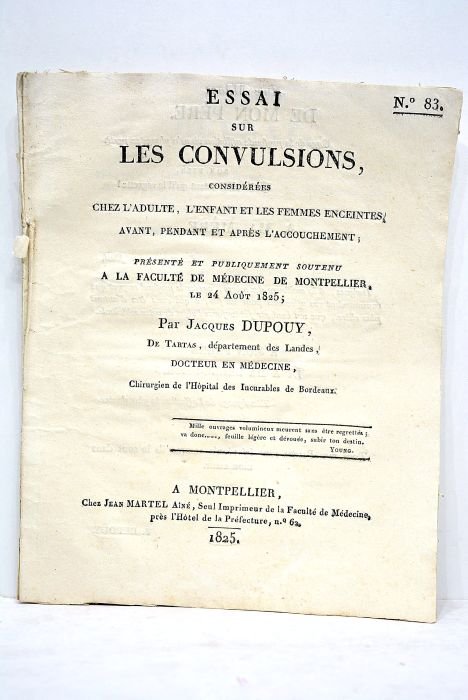 N.º 83.
ESSAI
SUR
LES CONVULSIONS,
CONSIDÉRÉES
CHEZ L'ADULTE, L'ENFANT ET LES FEMMES ENCEINTES,
AVANT, PENDANT ET APRÈS L'ACCOUCHEMENT;
PRÉSENTÉ ET PUBLIQUEMENT SOUTENU
A LA FACULTÉ DE MÉDECINE DE MONTPELLIER,
LE 24 AOÛT 1825;
Par JACQUES DUPOUY,
DE TARTAS, département des Landes,
DOCTEUR EN MÉDECINE,
Chirurgien de l'Hôpital des Incurables de Bordeaux.
Mille ouvrages volumineux meurent sans être regrettés;
va donc....., feuille légère et dévouée, subir ton destin.
YOUNG.
A MONTPELLIER,
Chez JEAN MARTEL AÎNÉ, Seul Imprimeur de la Faculté de Médecine,
près l'Hôtel de la Préfecture, n.º 62.
1825.